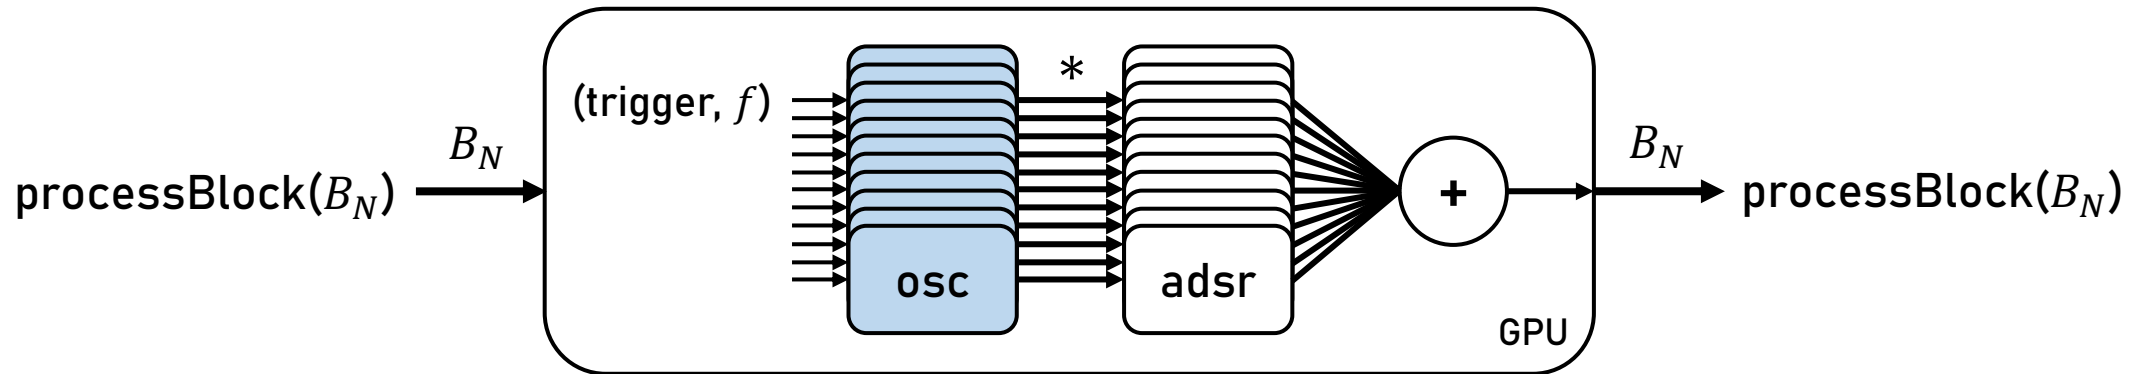 processBlock(B_N)
B_N
(trigger, f)
osc
*
adsr
+
GPU
B_N
processBlock(B_N)